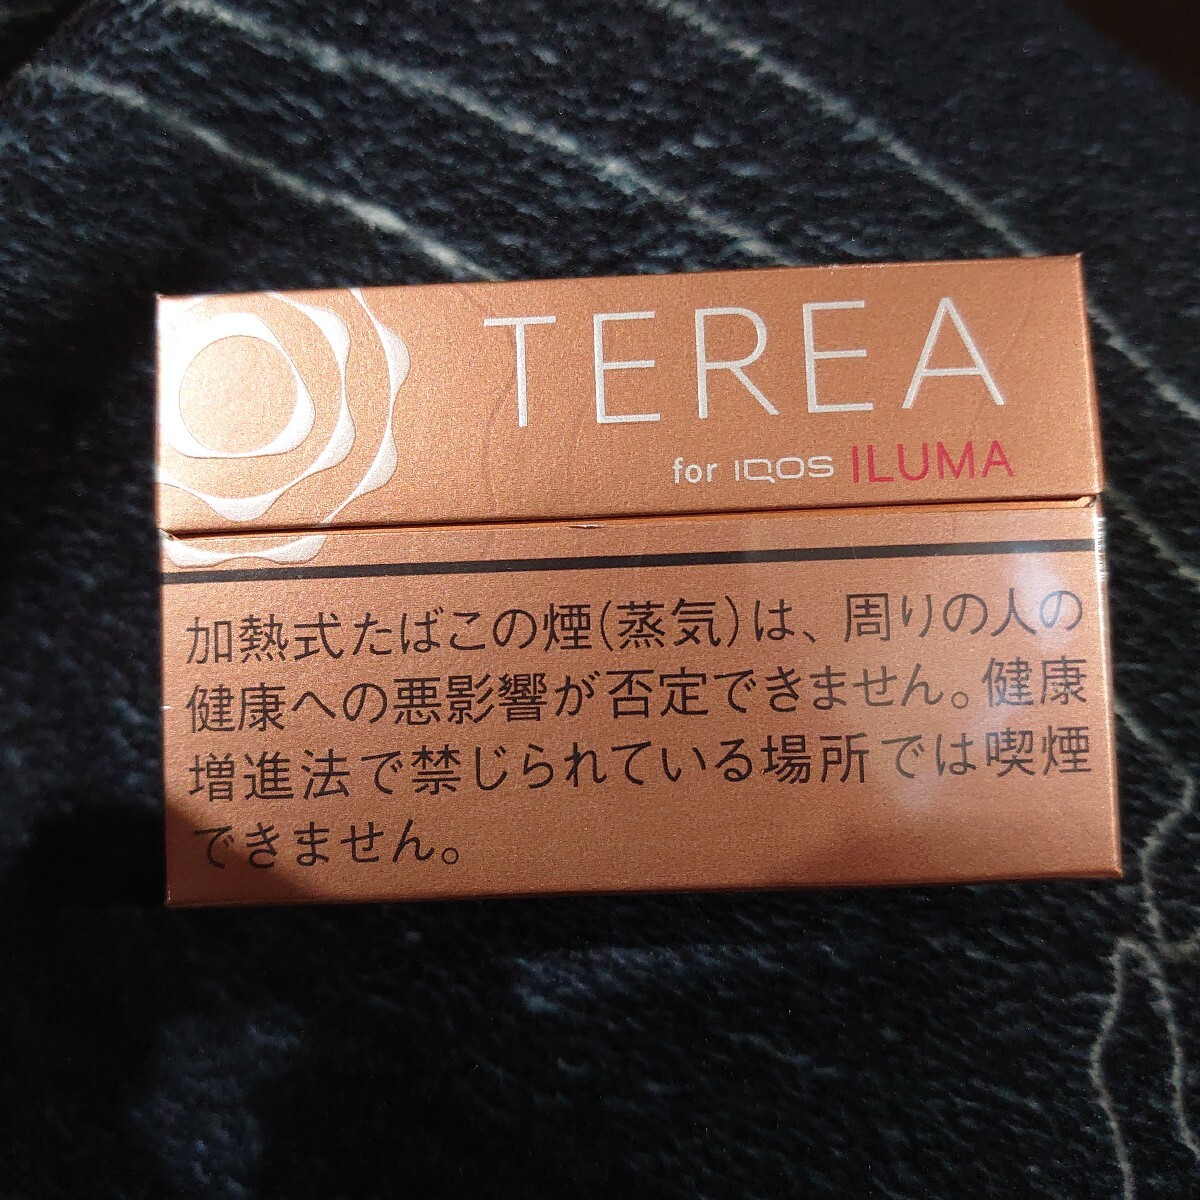 TEREA
for IQOS ILUMA
加熱式たばこの煙(蒸気)は、周りの人の
健康への悪影響が否定できません。健康
増進法で禁じられている場所では喫煙
できません。